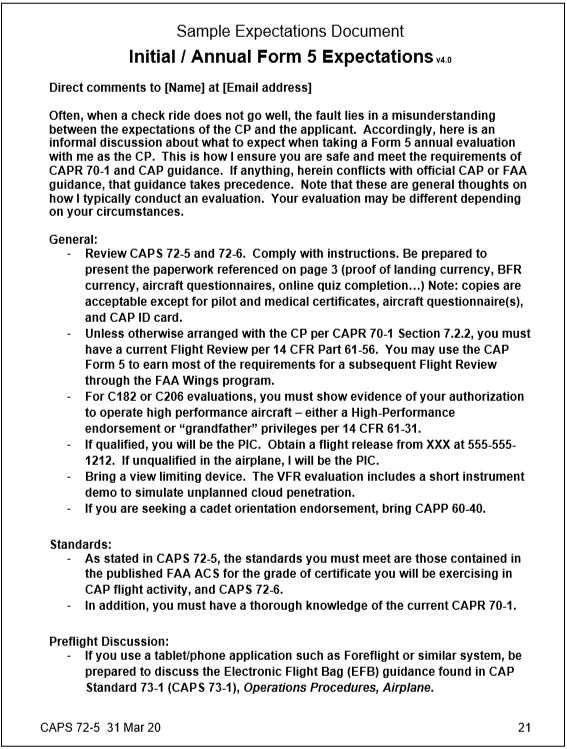 Sample Expectations Document
Initial / Annual Form 5 Expectations v4.0
Direct comments to [Name] at [Email address]
Often, when a check ride does not go well, the fault lies in a misunderstanding
between the expectations of the CP and the applicant. Accordingly, here is an
informal discussion about what to expect when taking a Form 5 annual evaluation
with me as the CP. This is how I ensure you are safe and meet the requirements of
CAPR 70-1 and CAP guidance. If anything, herein conflicts with official CAP or FAA
guidance, that guidance takes precedence. Note that these are general thoughts on
how I typically conduct an evaluation. Your evaluation may be different depending
on your circumstances.
General:
- Review CAPS 72-5 and 72-6. Comply with instructions. Be prepared to
present the paperwork referenced on page 3 (proof of landing currency, BFR
currency, aircraft questionnaires, online quiz completion…) Note: copies are
acceptable except for pilot and medical certificates, aircraft questionnaire(s),
and CAP ID card.
- Unless otherwise arranged with the CP per CAPR 70-1 Section 7.2.2, you must
have a current Flight Review per 14 CFR Part 61-56. You may use the CAP
Form 5 to earn most of the requirements for a subsequent Flight Review
through the FAA Wings program.
- For C182 or C206 evaluations, you must show evidence of your authorization
to operate high performance aircraft – either a High-Performance
endorsement or “grandfather” privileges per 14 CFR 61-31.
- If qualified, you will be the PIC. Obtain a flight release from XXX at 555-555-
1212. If unqualified in the airplane, I will be the PIC.
- Bring a view limiting device. The VFR evaluation includes a short instrument
demo to simulate unplanned cloud penetration.
- If you are seeking a cadet orientation endorsement, bring CAPP 60-40.
Standards:
- As stated in CAPS 72-5, the standards you must meet are those contained in
the published FAA ACS for the grade of certificate you will be exercising in
CAP flight activity, and CAPS 72-6.
- In addition, you must have a thorough knowledge of the current CAPR 70-1.
Preflight Discussion:
- If you use a tablet/phone application such as Foreflight or similar system, be
prepared to discuss the Electronic Flight Bag (EFB) guidance found in CAP
Standard 73-1 (CAPS 73-1), Operations Procedures, Airplane.
CAPS 72-5 31 Mar 20 21